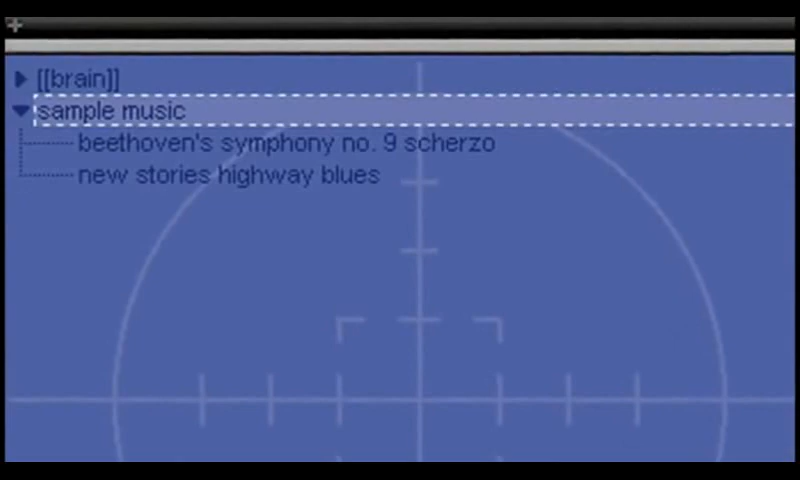 [[brain]]
sample music
beethoven's symphony no. 9 scherzo
new stories highway blues